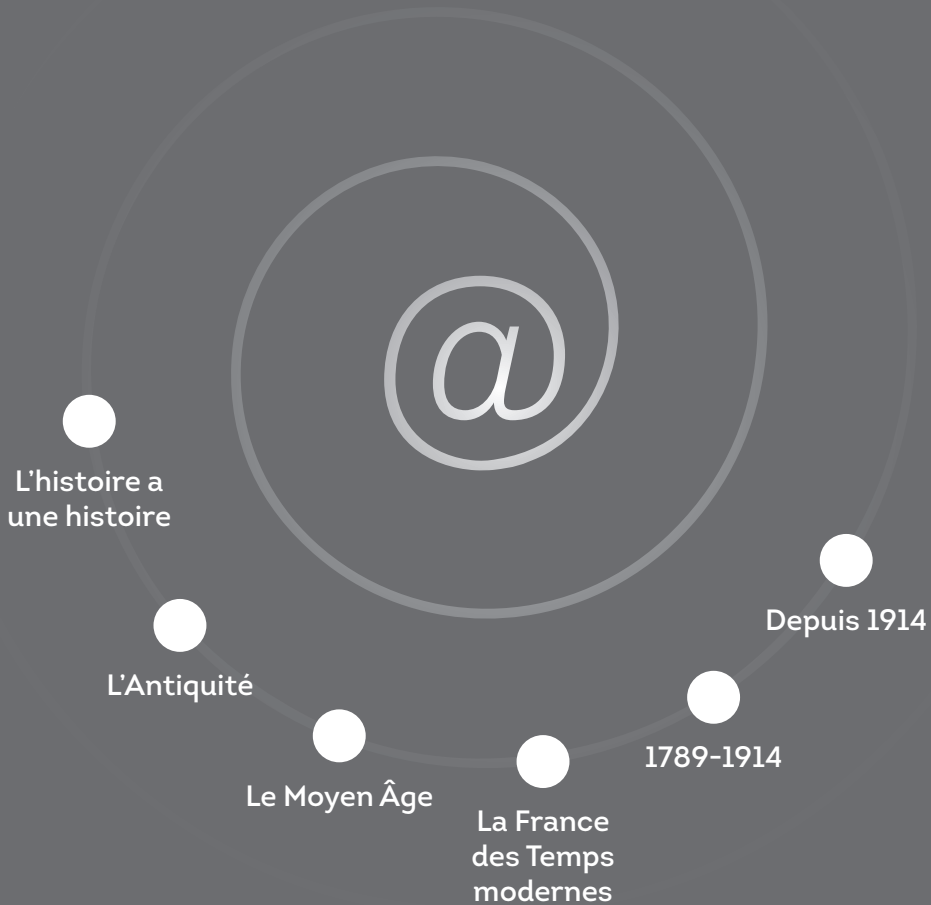 @
L'histoire a
une histoire
L'Antiquité
Le Moyen Âge
La France
des Temps
modernes
1789-1914
Depuis 1914